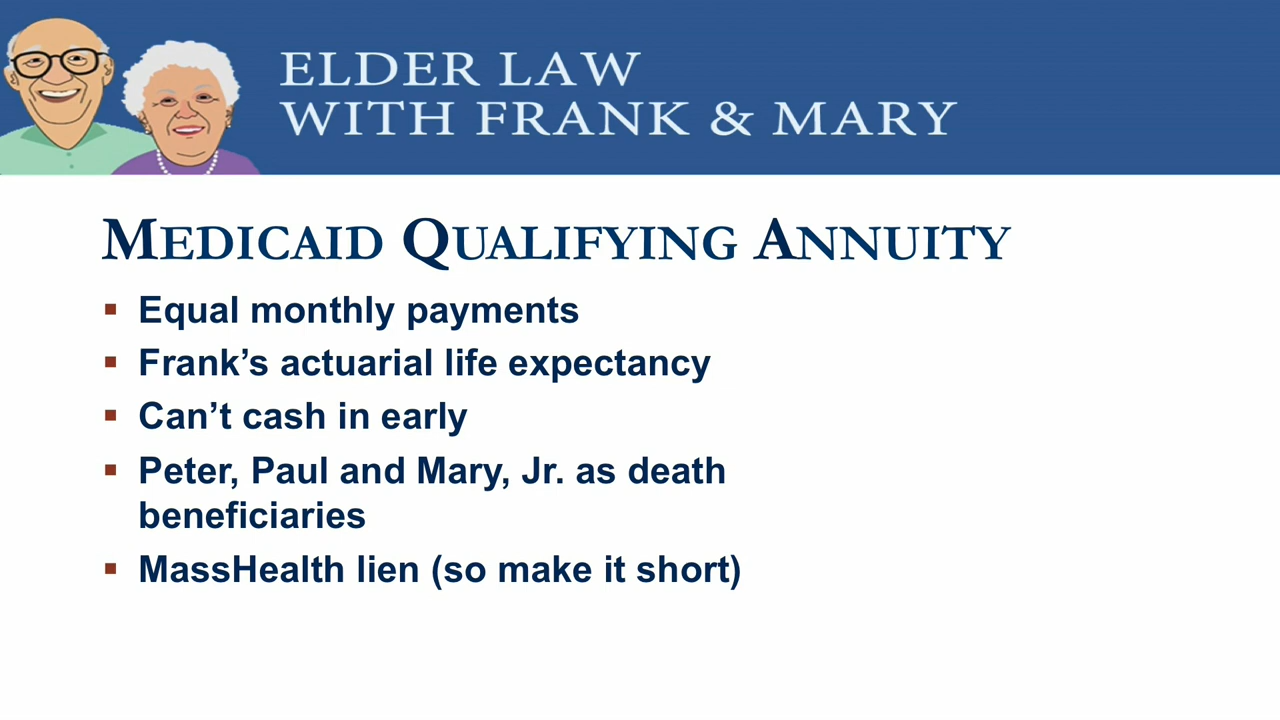 ELDER LAW
WITH FRANK & MARY
MEDICAID QUALIFYING ANNUITY
▪ Equal monthly payments
▪ Frank’s actuarial life expectancy
▪ Can’t cash in early
▪ Peter, Paul and Mary, Jr. as death
beneficiaries
▪ MassHealth lien (so make it short)